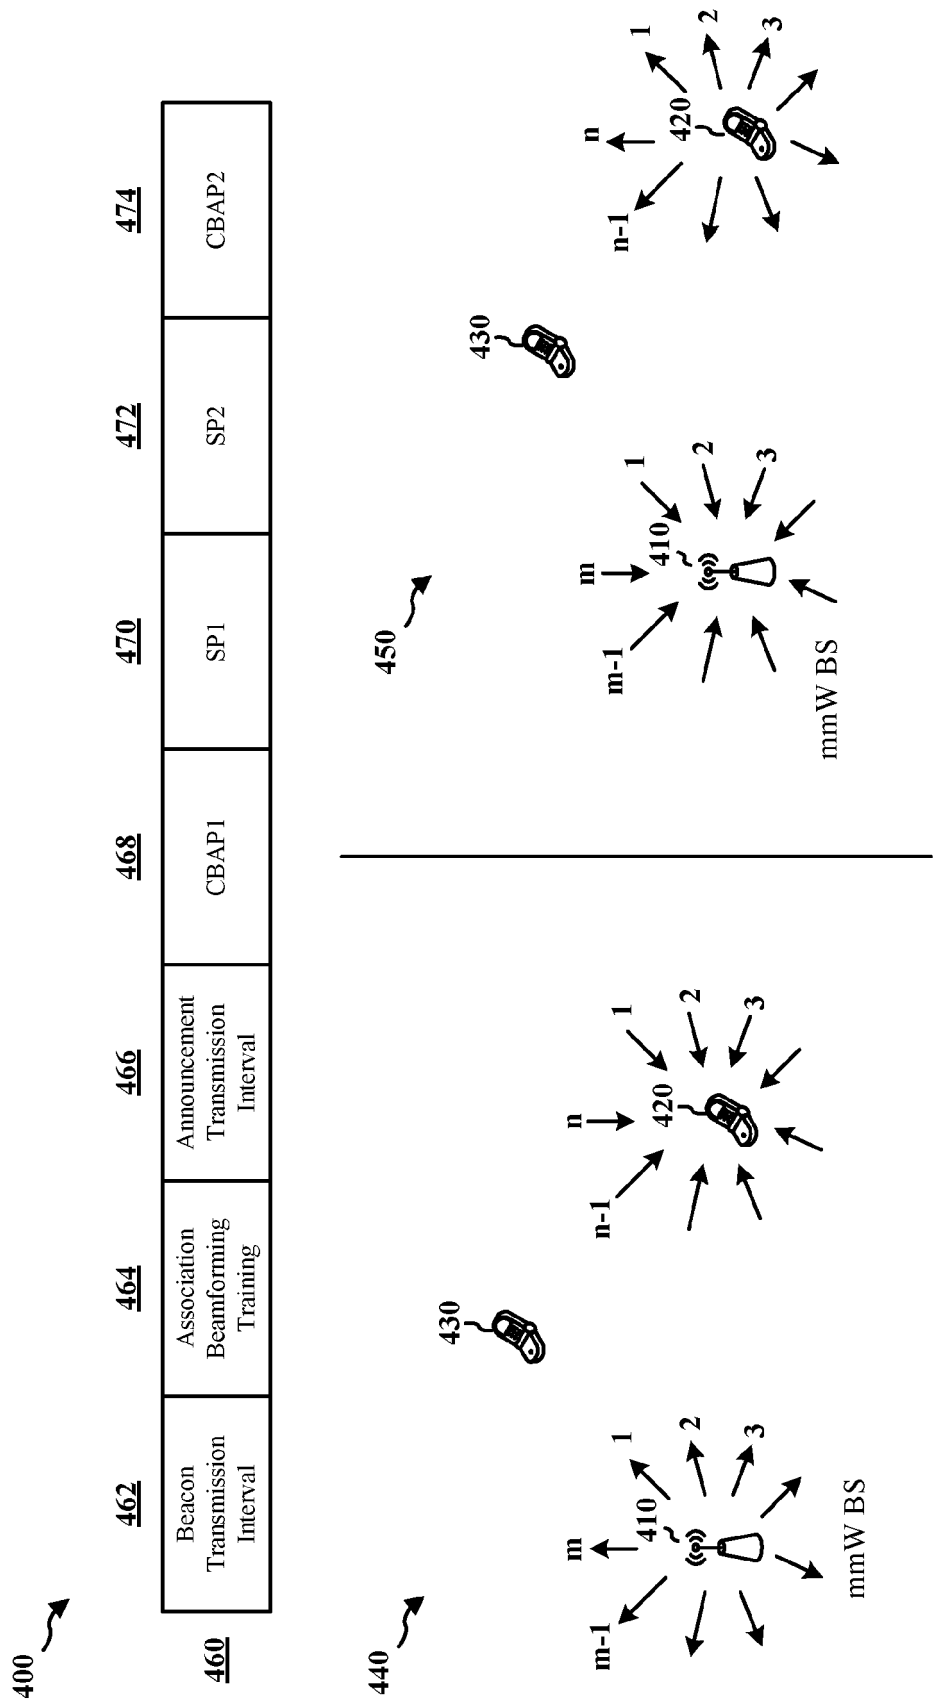 400
462
464
466
468
470
472
474
460
Beacon
Transmission
Interval
Association
Beamforming
Training
Announcement
Transmission
Interval
CBAP1
SP1
SP2
CBAP2
440
430
m-1
m
1
2
3
410
mmW BS
n-1
n
1
2
3
420
450
430
m-1
m
1
2
3
410
mmW BS
n-1
n
1
2
3
420